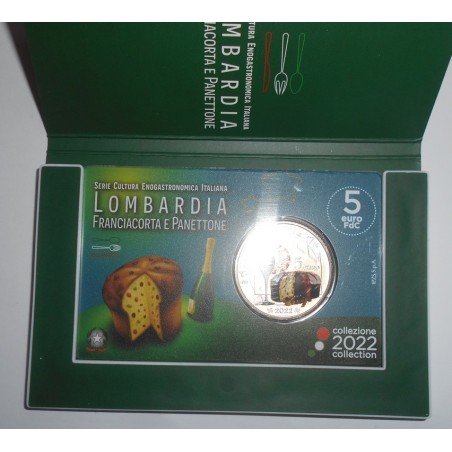 CULTURA ENOGASTRONOMICA ITALIANA
OMBARDIA
FRANCIACORTA E PANETTONE
SERIE CULTURA ENOGASTRONOMICA ITALIANA
LOMBARDIA
FRANCIACORTA E PANETTONE
5
euro
FdC
2022
collezione
2022
collection